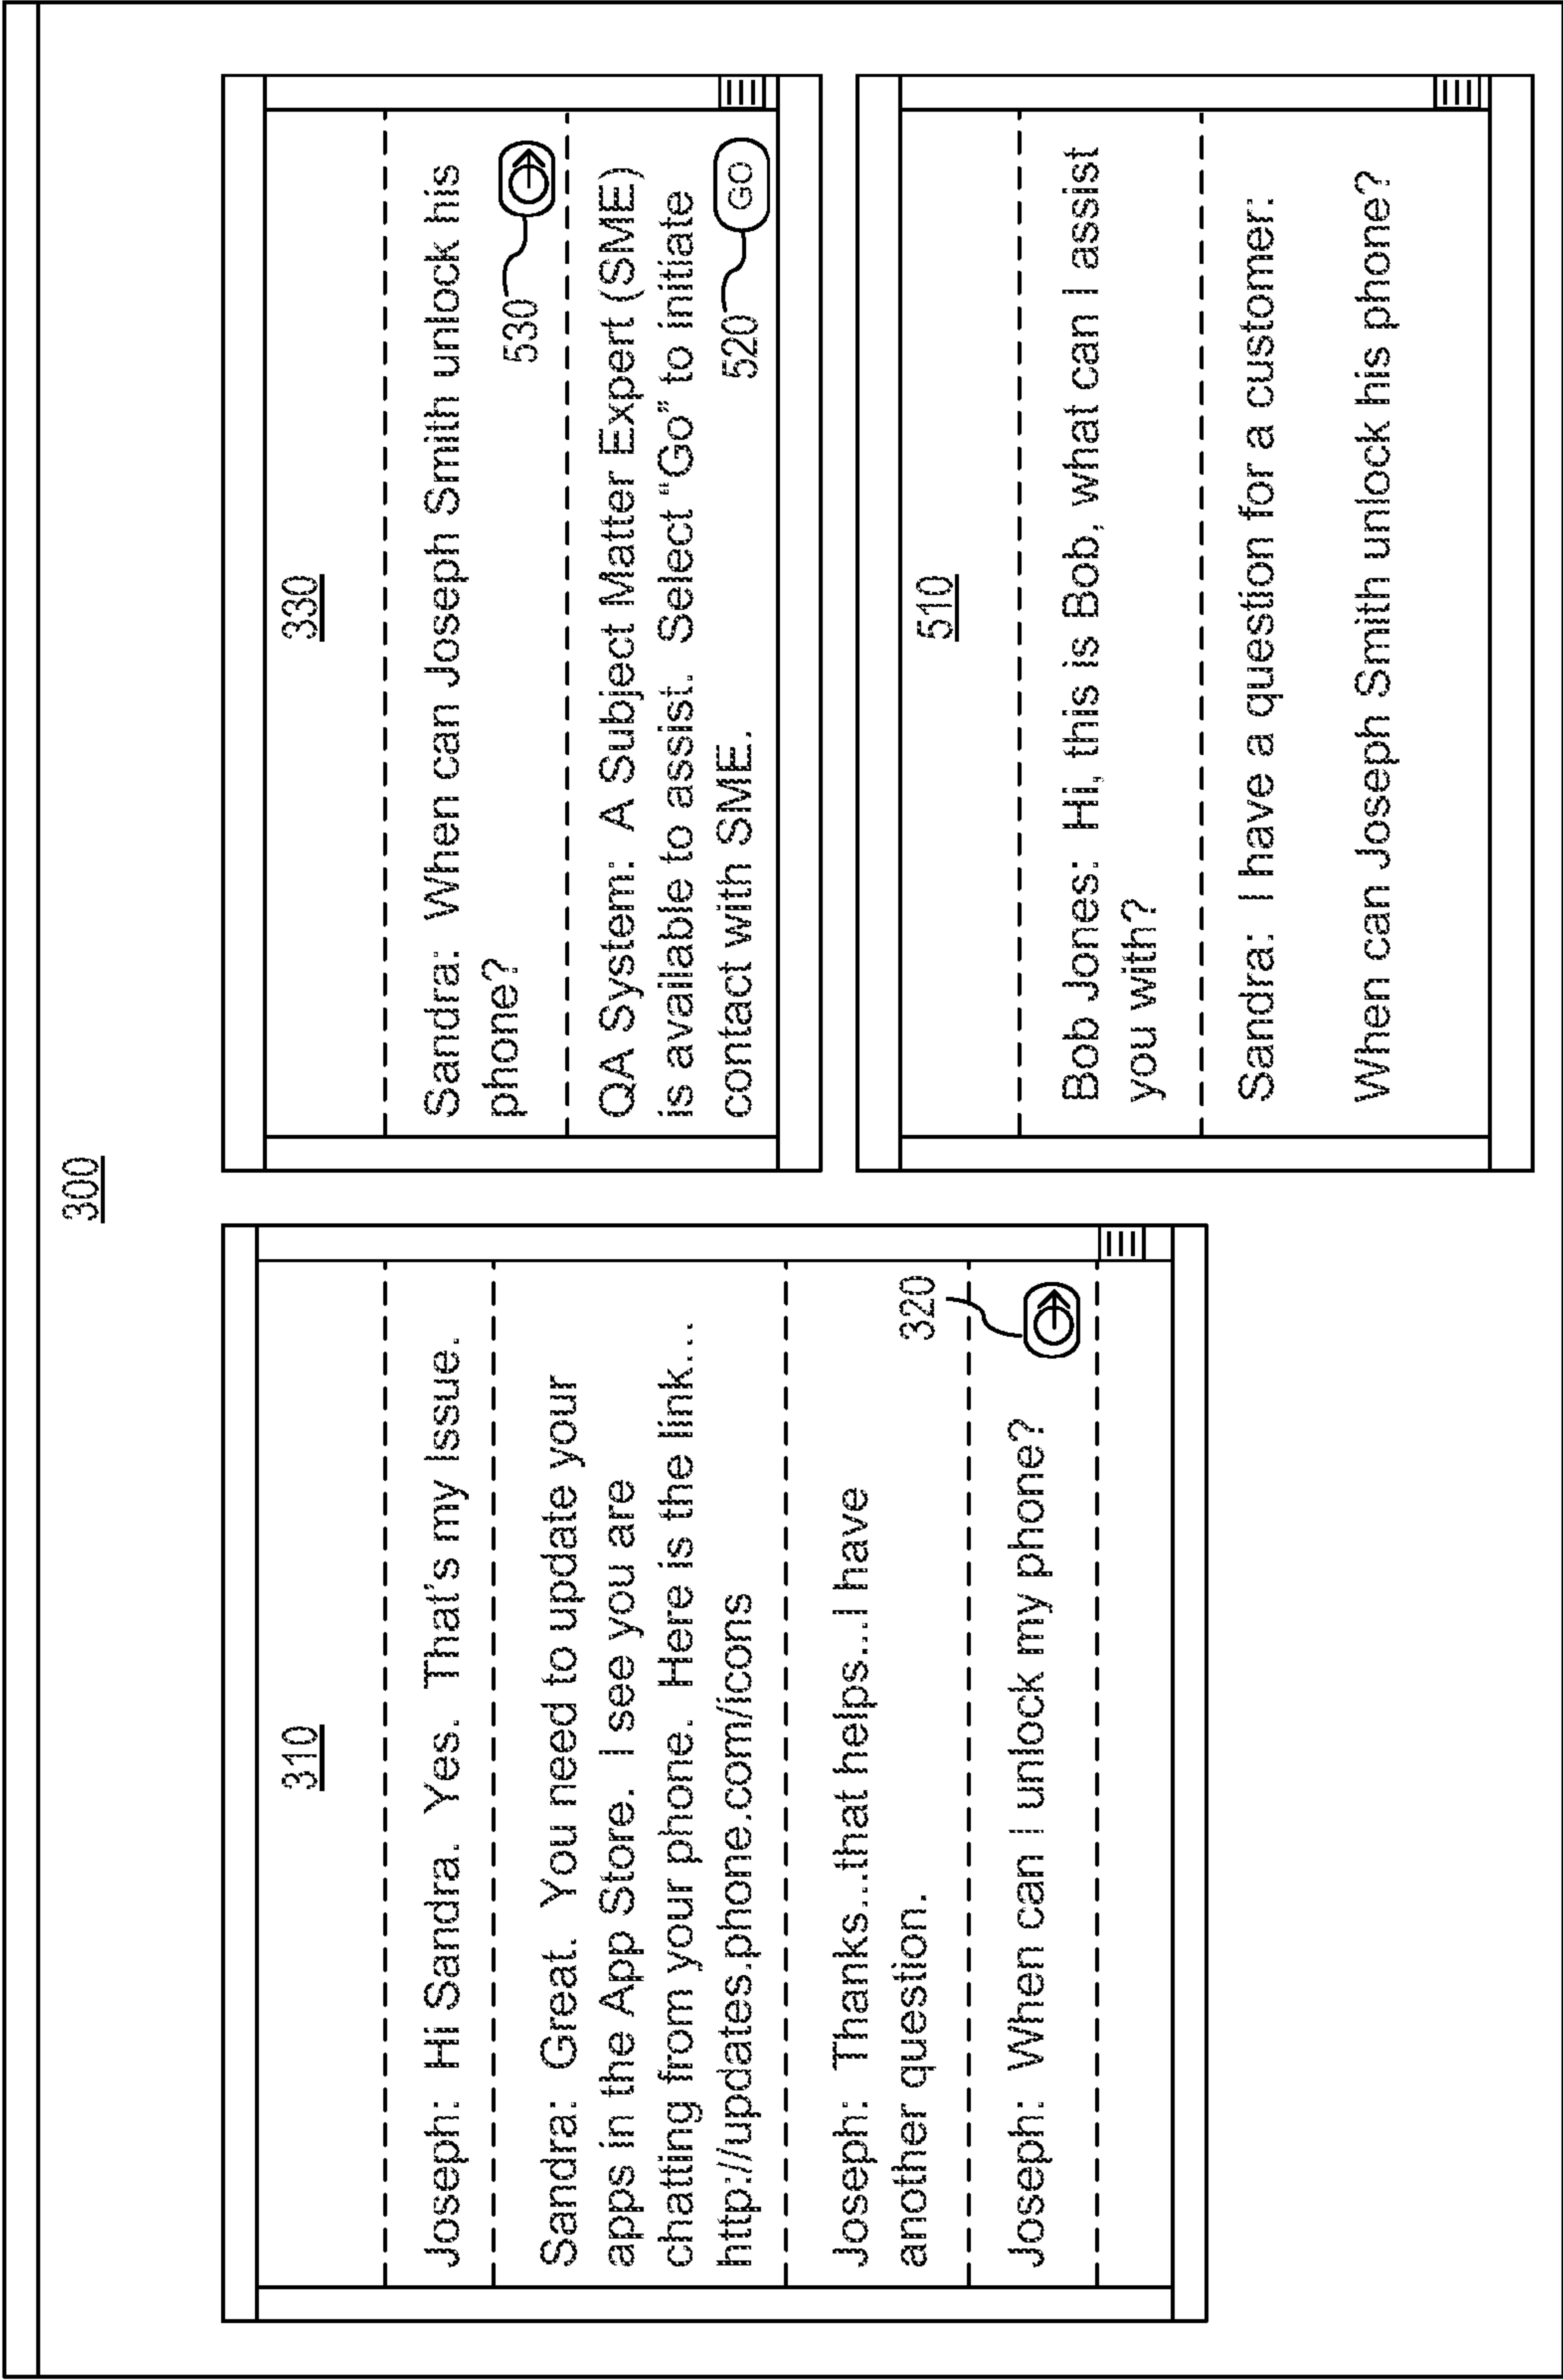 300
310
Joseph: Hi Sandra. Yes. That's my issue.
Sandra: Great. You need to update your
apps in the App Store. I see you are
chatting from your phone. Here is the link...
http://updates.phone.com/icons
Joseph: Thanks...that helps...I have
another question.
320
Joseph: When can I unlock my phone?
330
Sandra: When can Joseph Smith unlock his
phone?
530
QA System: A Subject Matter Expert (SME)
is available to assist. Select "Go" to initiate
contact with SME.
520
GO
510
Bob Jones: Hi, this is Bob, what can I assist
you with?
Sandra: I have a question for a customer:
When can Joseph Smith unlock his phone?